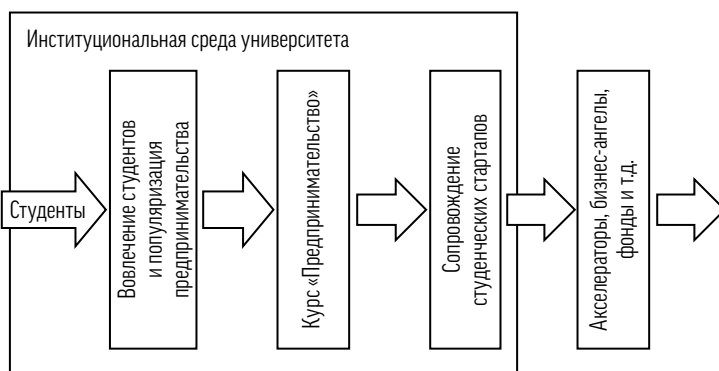 Институциональная среда университета
Студенты
Вовлечение студентов
и популяризация
предпринимательства
Курс «Предпринимательство»
Сопровождение
студенческих стартапов
Акселераторы, бизнес-ангелы,
фонды и т.д.